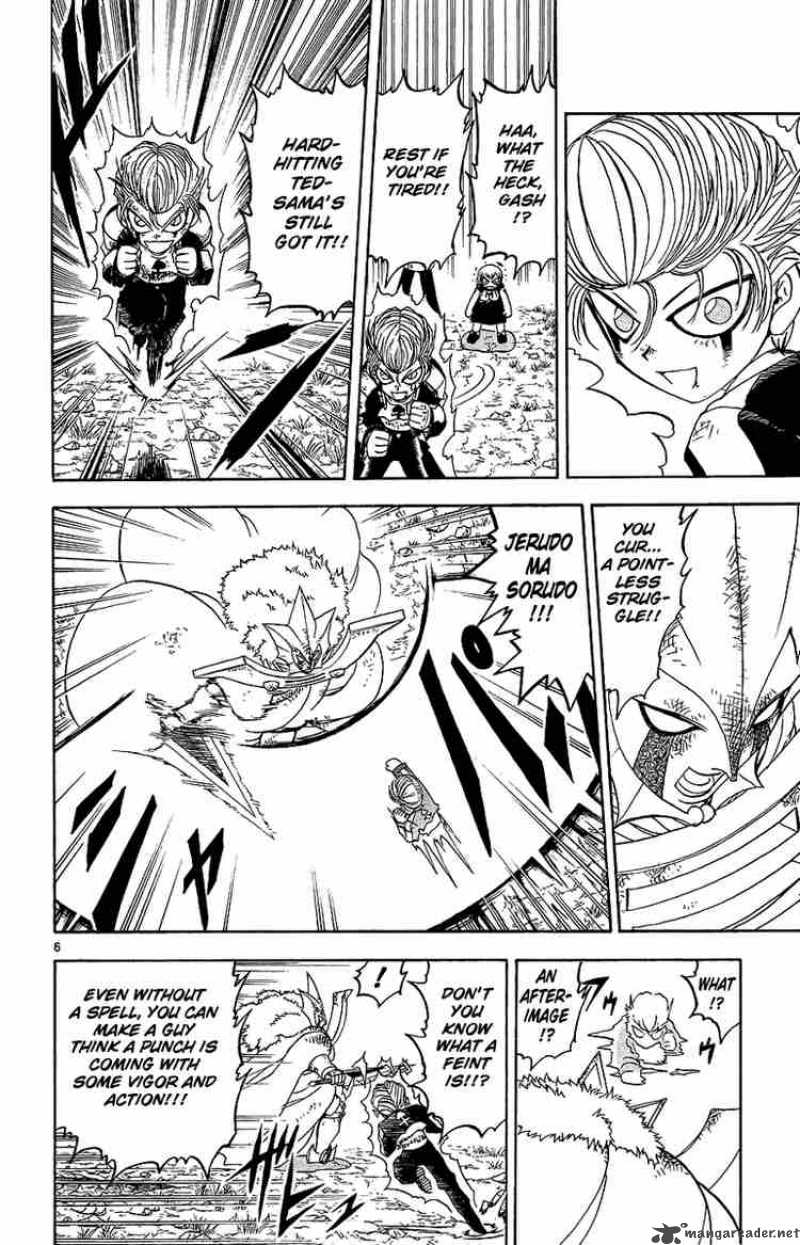 HAA,
WHAT
THE
HECK,
GASH
!?
REST IF
YOU'RE
TIRED!!
HARD-
HITTING
TED-
SAMA'S
STILL
GOT IT!!
YOU
CUR...
A POINT-
LESS
STRUG-
GLE!!
JERUDO
MA
SORUDO
!!!
WHAT
!?
AN
AFTER-
IMAGE
!?
DON'T
YOU
KNOW
WHAT A
FEINT
IS!!?
!
EVEN WITHOUT
A SPELL, YOU CAN
MAKE A GUY
THINK A PUNCH IS
COMING WITH
SOME VIGOR AND
ACTION!!!
6
mangareader.net